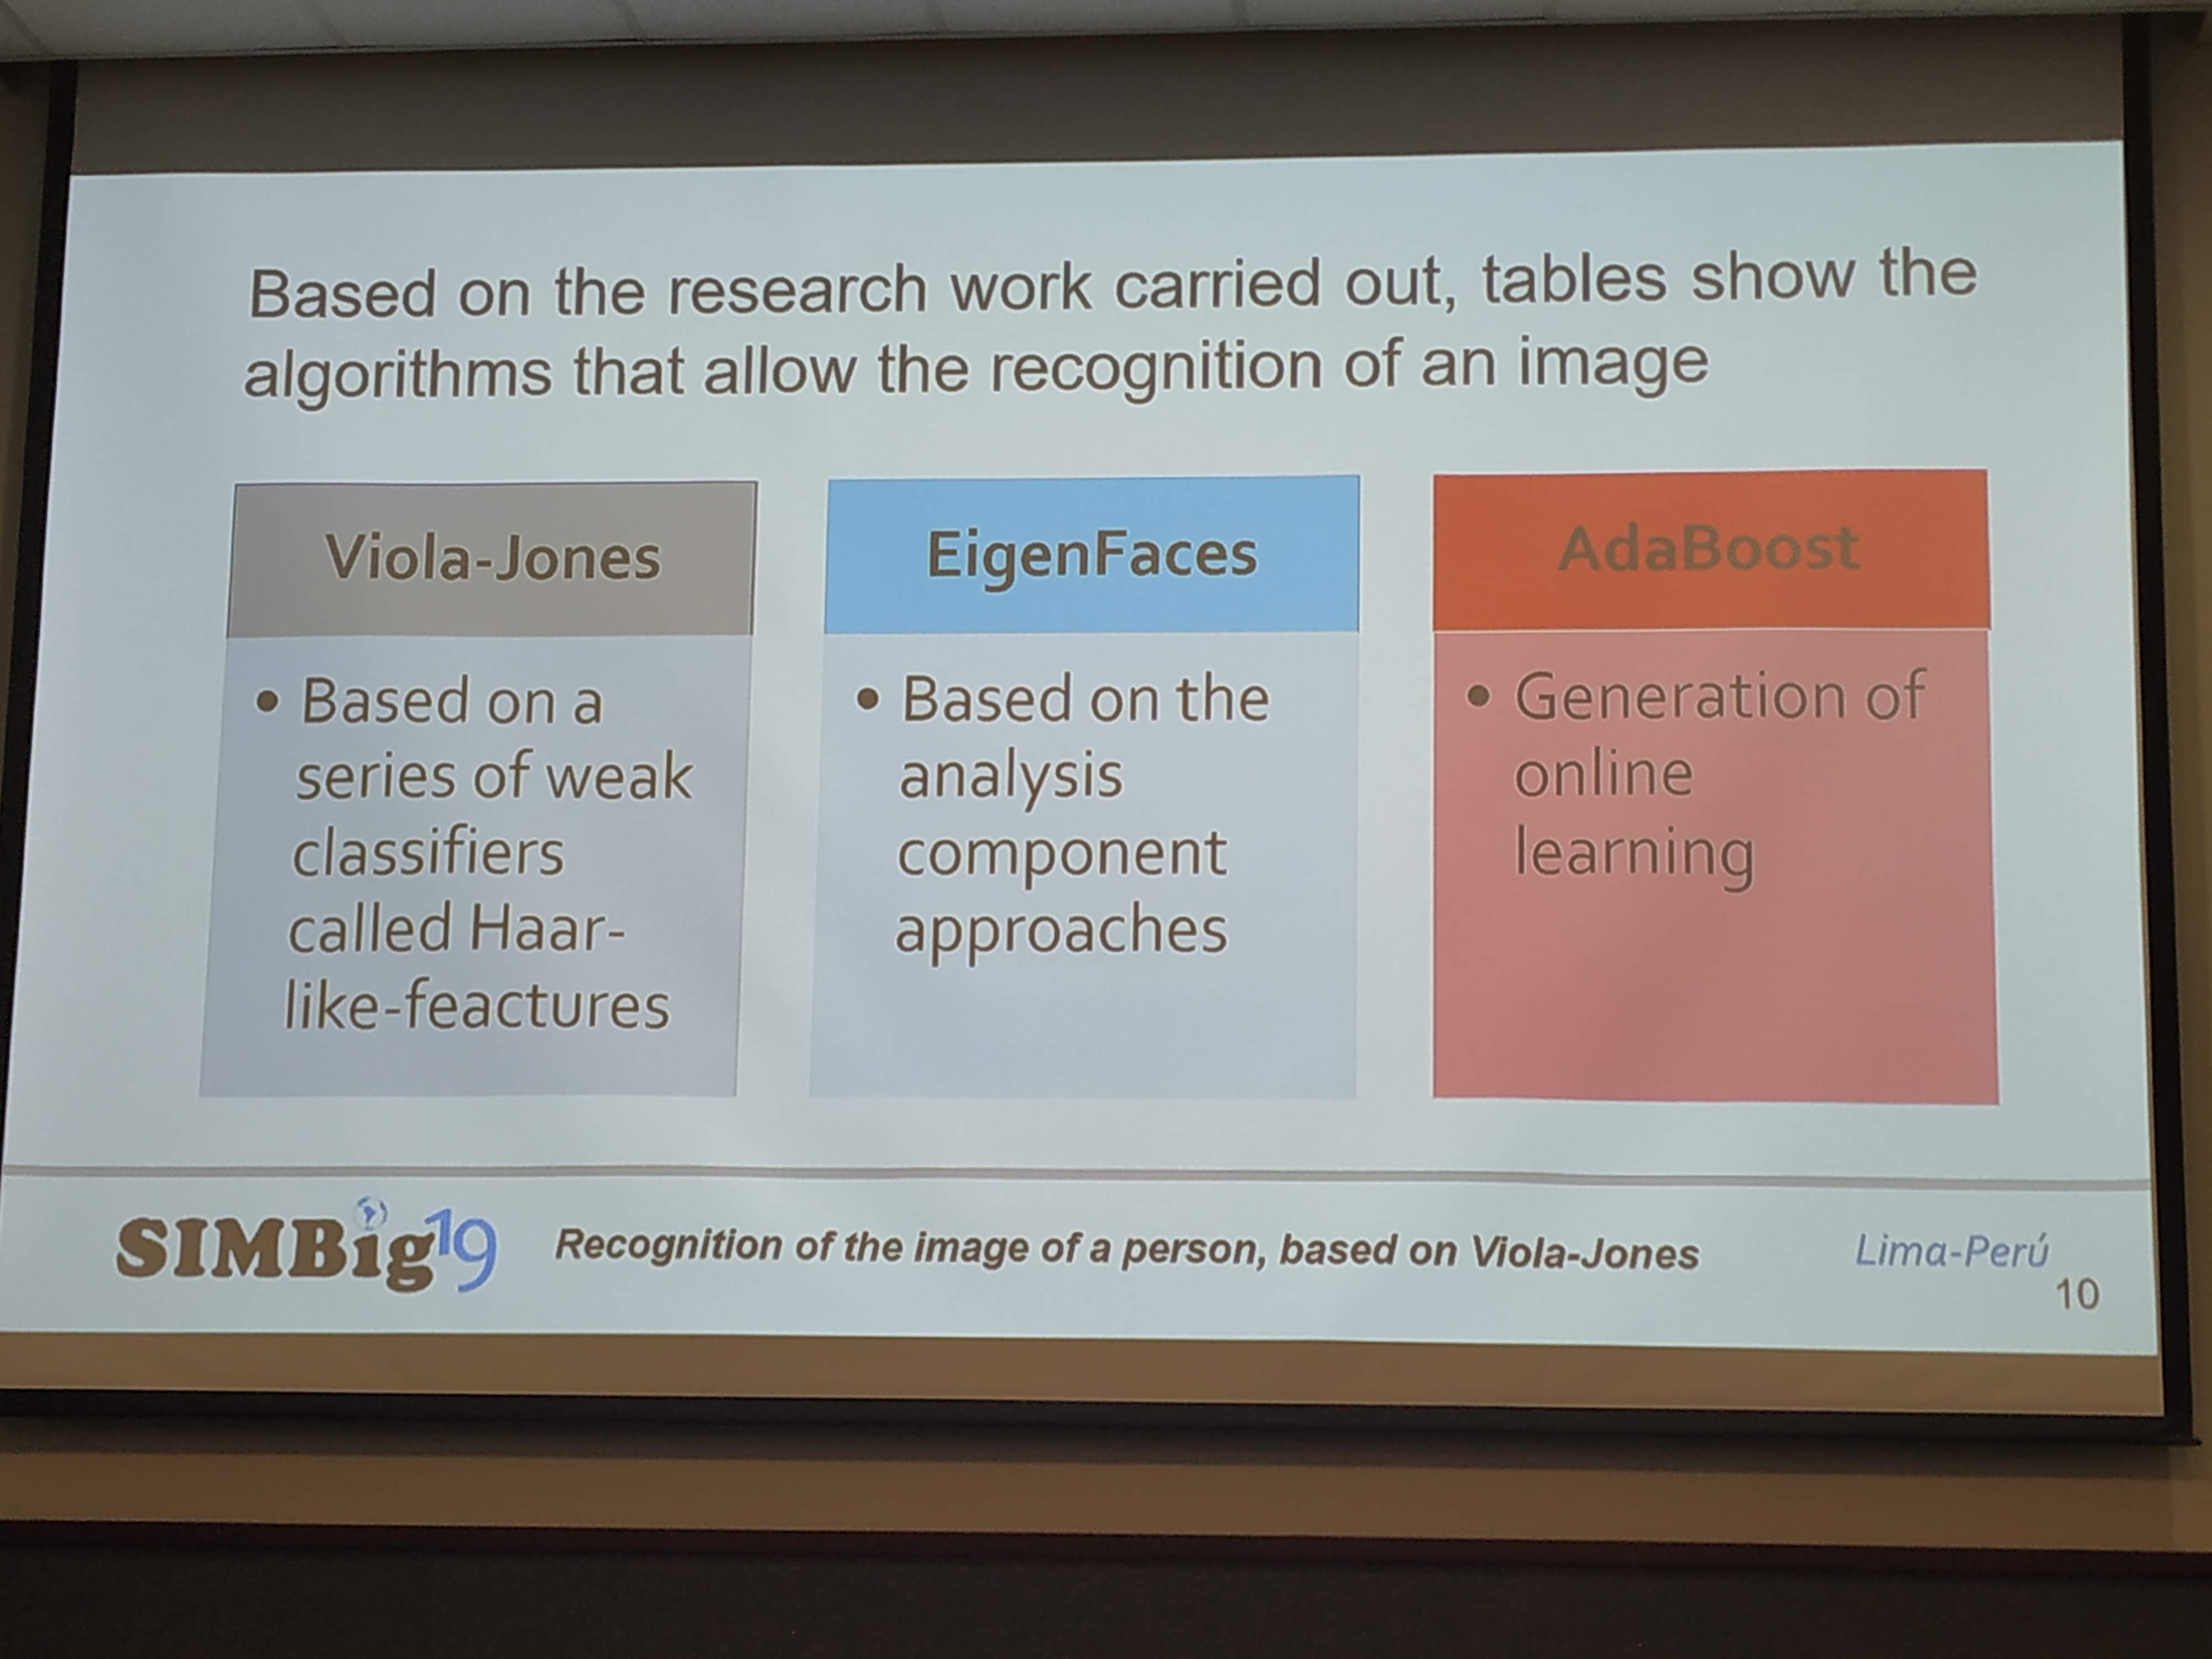 Based on the research work carried out, tables show the
algorithms that allow the recognition of an image
Viola-Jones
• Based on a
series of weak
classifiers
called Haar-
like-feactures
EigenFaces
• Based on the
analysis
component
approaches
AdaBoost
• Generation of
online
learning
SIMBig19
Recognition of the image of a person, based on Viola-Jones
Lima-Perú
10